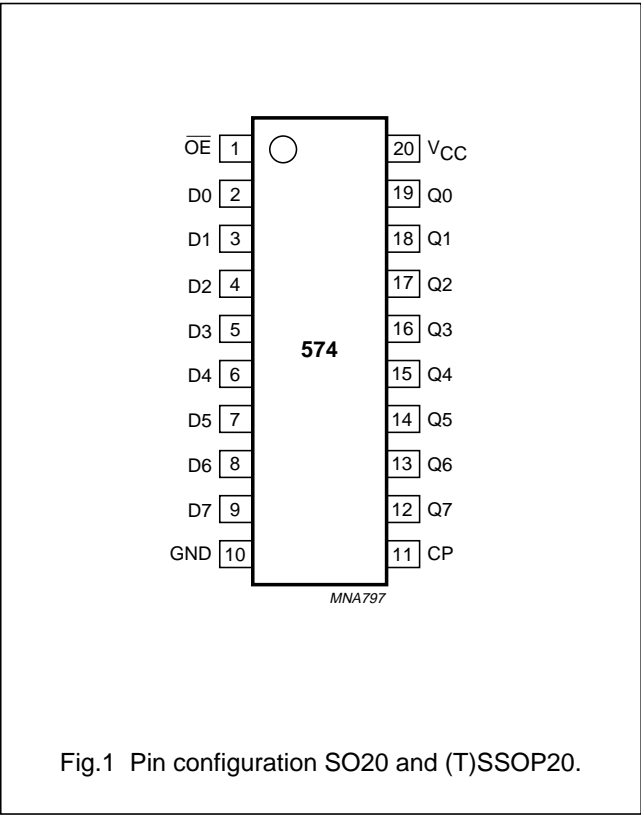 O̅E̅ 1 20 VCC
D0 2 19 Q0
D1 3 18 Q1
D2 4 17 Q2
D3 5 16 Q3
574
D4 6 15 Q4
D5 7 14 Q5
D6 8 13 Q6
D7 9 12 Q7
GND 10 11 CP
MNA797
Fig.1 Pin configuration SO20 and (T)SSOP20.